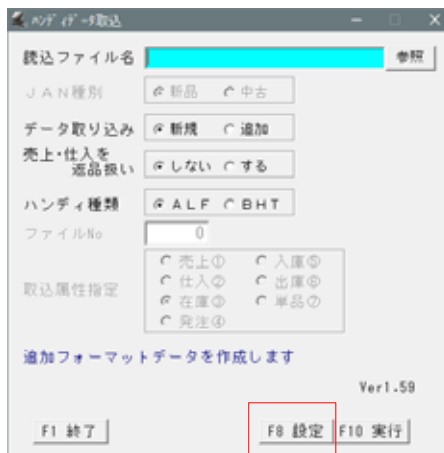 ハンディデータ取込
読込ファイル名 参照
JAN種別 新品 中古
データ取り込み 新規 追加
売上・仕入を
返品扱い しない する
ハンディ種類 ALF BHT
ファイルNo 0
売上① 入庫⑤
仕入② 出庫⑥
取込属性指定 在庫③ 単品⑦
発注④
追加フォーマットデータを作成します
Ver1.59
F1 終了 F8 設定 F10 実行